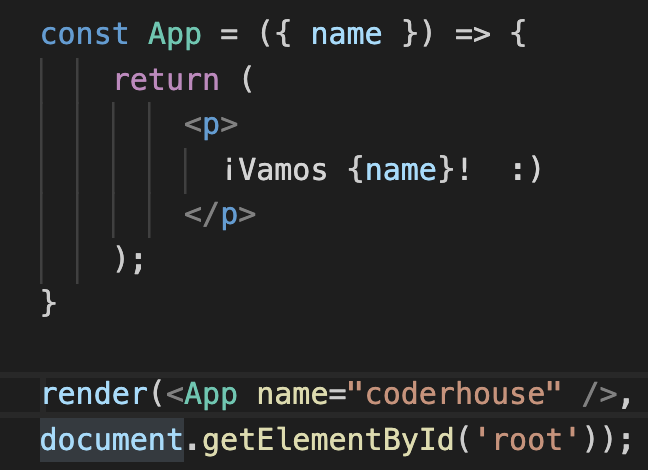 const App = ({ name }) => {
return (
<p>
¡Vamos {name}!  :)
</p>
);
}
render(<App name="coderhouse" />,
document.getElementById('root'));